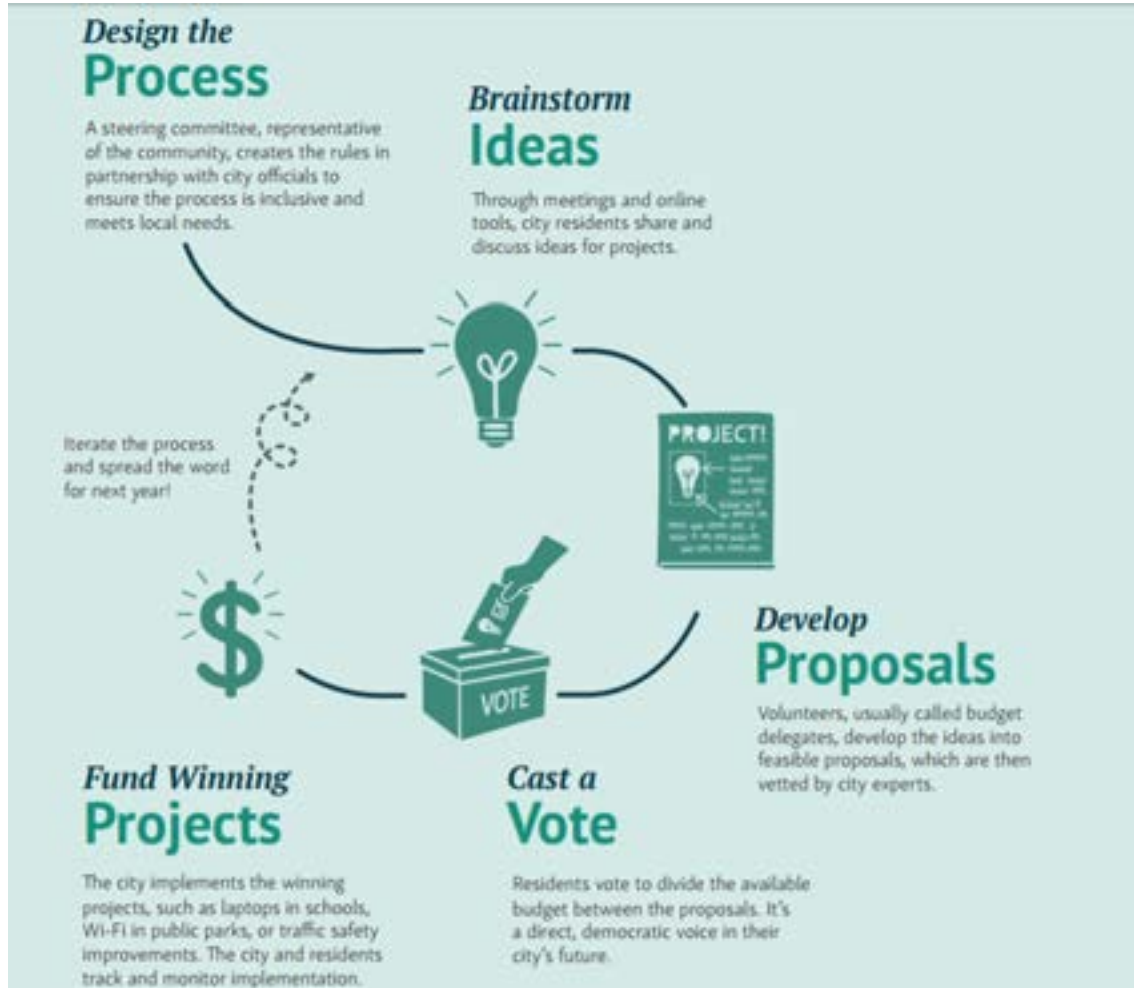 Design the
Process
A steering committee, representative
of the community, creates the rules in
partnership with city officials to
ensure the process is inclusive and
meets local needs.
Brainstorm
Ideas
Through meetings and online
tools, city residents share and
discuss ideas for projects.
PROJECT!
Iterate the process
and spread the word
for next year!
$
VOTE
Develop
Proposals
Volunteers, usually called budget
delegates, develop the ideas into
feasible proposals, which are then
vetted by city experts.
Fund Winning
Projects
The city implements the winning
projects, such as laptops in schools,
Wi-Fi in public parks, or traffic safety
improvements. The city and residents
track and monitor implementation.
Cast a
Vote
Residents vote to divide the available
budget between the proposals. It's
a direct, democratic voice in their
city's future.